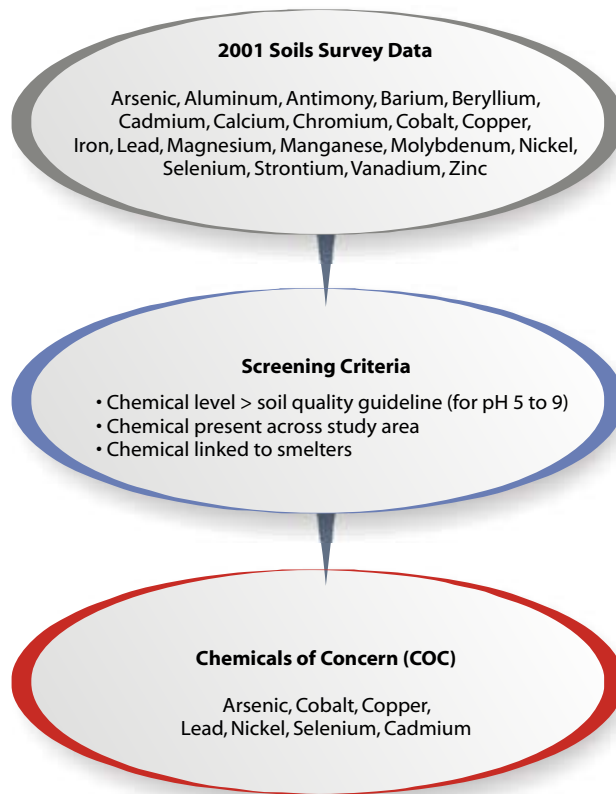 2001 Soils Survey Data
Arsenic, Aluminum, Antimony, Barium, Beryllium,
Cadmium, Calcium, Chromium, Cobalt, Copper,
Iron, Lead, Magnesium, Manganese, Molybdenum, Nickel,
Selenium, Strontium, Vanadium, Zinc
Screening Criteria
• Chemical level > soil quality guideline (for pH 5 to 9)
• Chemical present across study area
• Chemical linked to smelters
Chemicals of Concern (COC)
Arsenic, Cobalt, Copper,
Lead, Nickel, Selenium, Cadmium